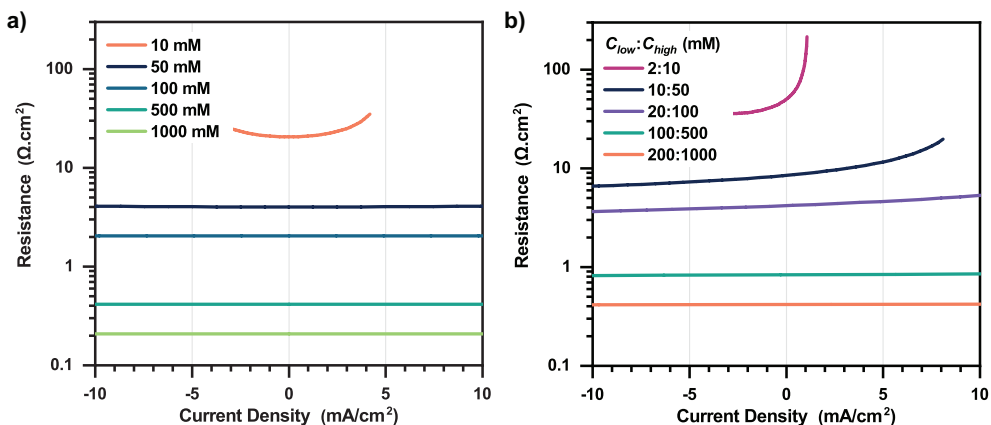 a)
10 mM
50 mM
100 mM
500 mM
1000 mM
100
10
1
0.1
Resistance (Ω.cm²)
-10
-5
0
5
10
Current Density (mA/cm²)
b)
C_low:C_high (mM)
2:10
10:50
20:100
100:500
200:1000
100
10
1
0.1
Resistance (Ω.cm²)
-10
-5
0
5
10
Current Density (mA/cm²)